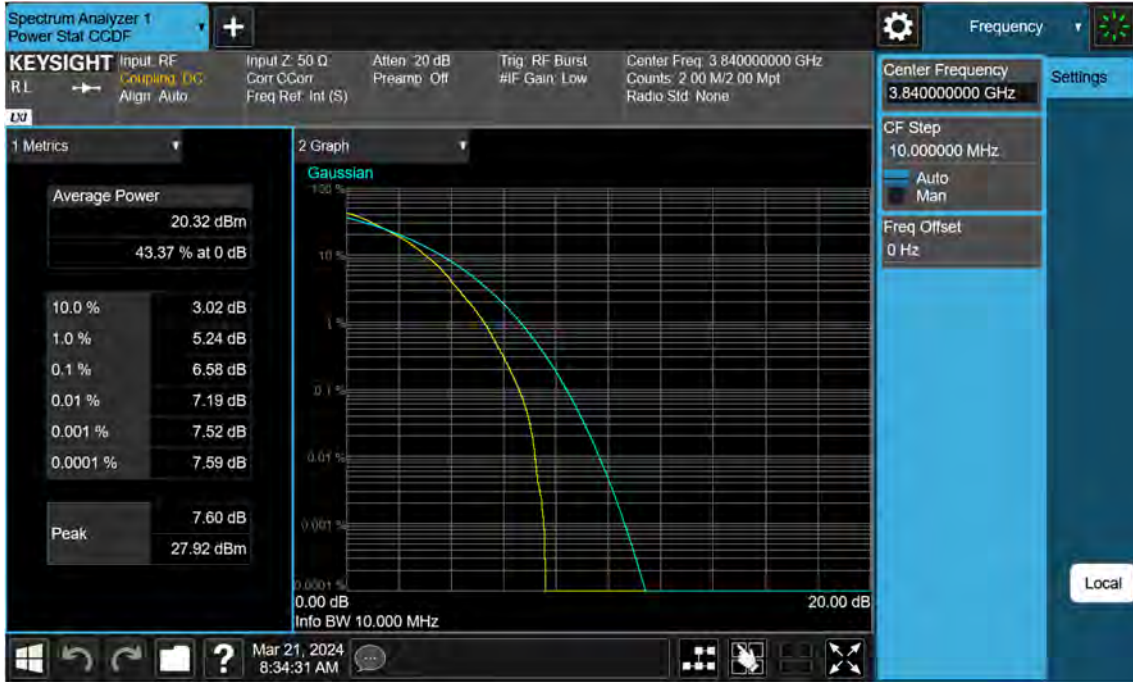 Spectrum Analyzer 1
Power Stat CCDF
Frequency
KEYSIGHT
R L
LXI
Input: RF
Coupling: DC
Align: Auto
Input Z: 50 Ω
Corr CCorr
Freq Ref: Int (S)
Atten: 20 dB
Preamp: Off
Trig: RF Burst
#IF Gain: Low
Center Freq: 3.840000000 GHz
Counts: 2.00 M/2.00 Mpt
Radio Std: None
Center Frequency
3.840000000 GHz
Settings
CF Step
10.000000 MHz
Auto
Man
Freq Offset
0 Hz
Local
1 Metrics
Average Power
20.32 dBm
43.37 % at 0 dB
10.0 % 3.02 dB
1.0 % 5.24 dB
0.1 % 6.58 dB
0.01 % 7.19 dB
0.001 % 7.52 dB
0.0001 % 7.59 dB
Peak
7.60 dB
27.92 dBm
2 Graph
Gaussian
100 %
10 %
1 %
0.1 %
0.01 %
0.001 %
0.0001 %
0.00 dB 20.00 dB
Info BW 10.000 MHz
Mar 21, 2024
8:34:31 AM